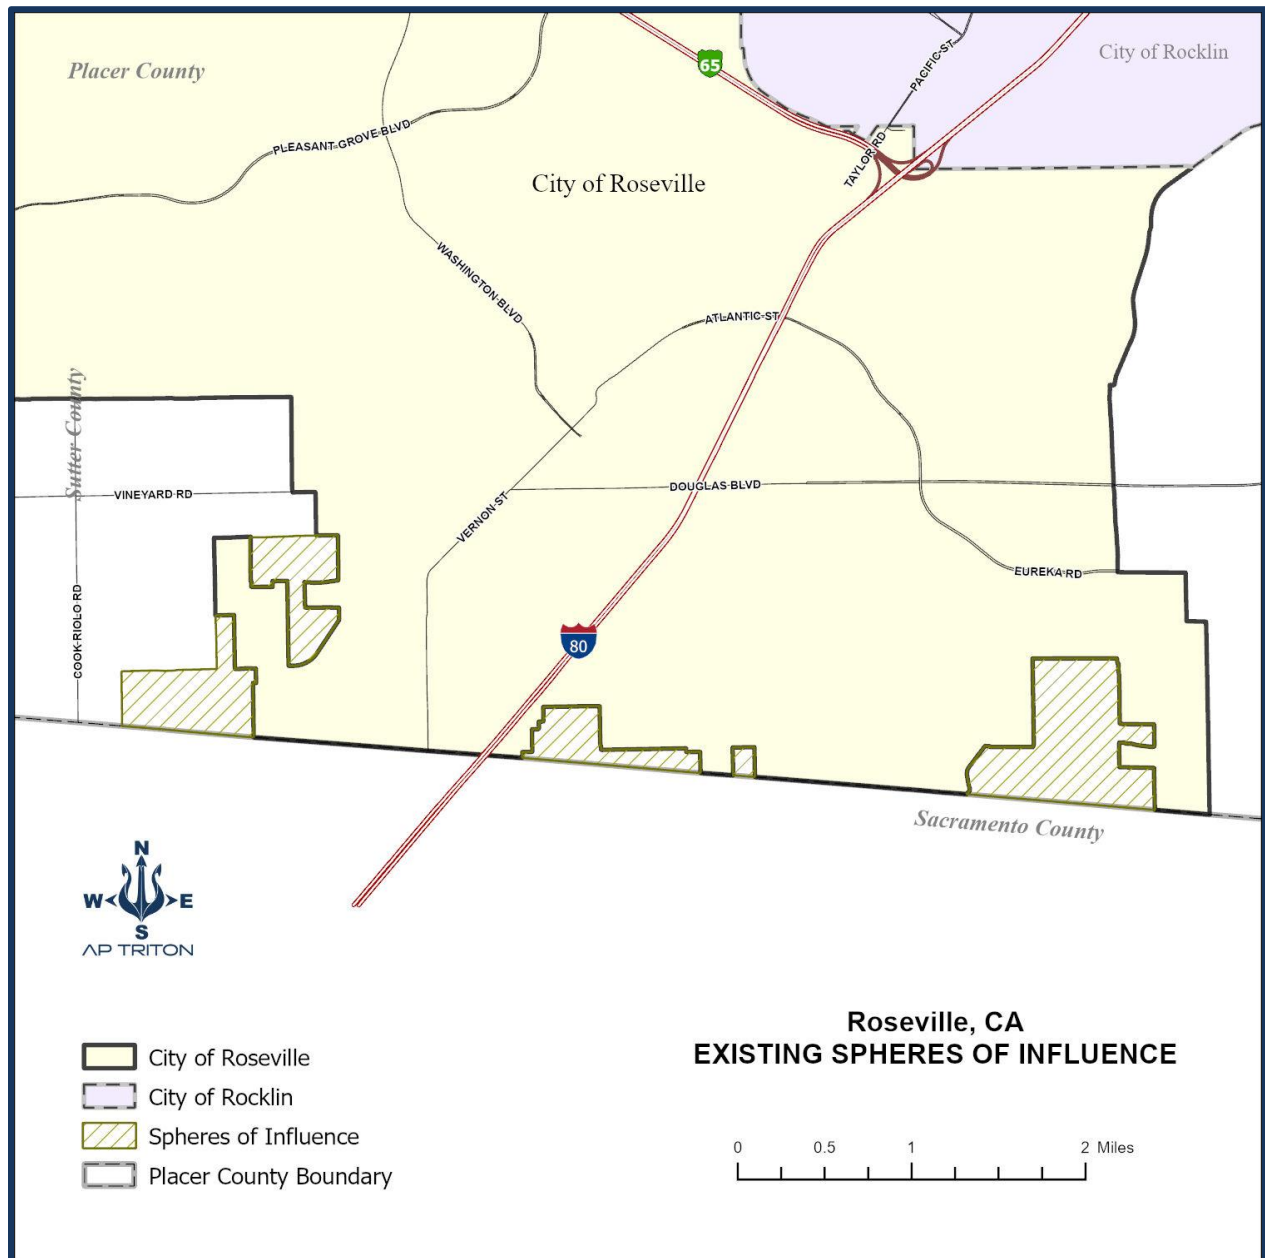 Placer County
City of Rocklin
65
PACIFIC ST
PLEASANT GROVE BLVD
TAYLOR RD
City of Roseville
WASHINGTON BLVD
ATLANTIC ST
Sutter County
VINEYARD RD
DOUGLAS BLVD
VERNON ST
EUREKA RD
COOK RIOLO RD
80
Sacramento County
N
W E
S
AP TRITON
Roseville, CA
EXISTING SPHERES OF INFLUENCE
City of Roseville
City of Rocklin
Spheres of Influence
Placer County Boundary
0 0.5 1 2 Miles